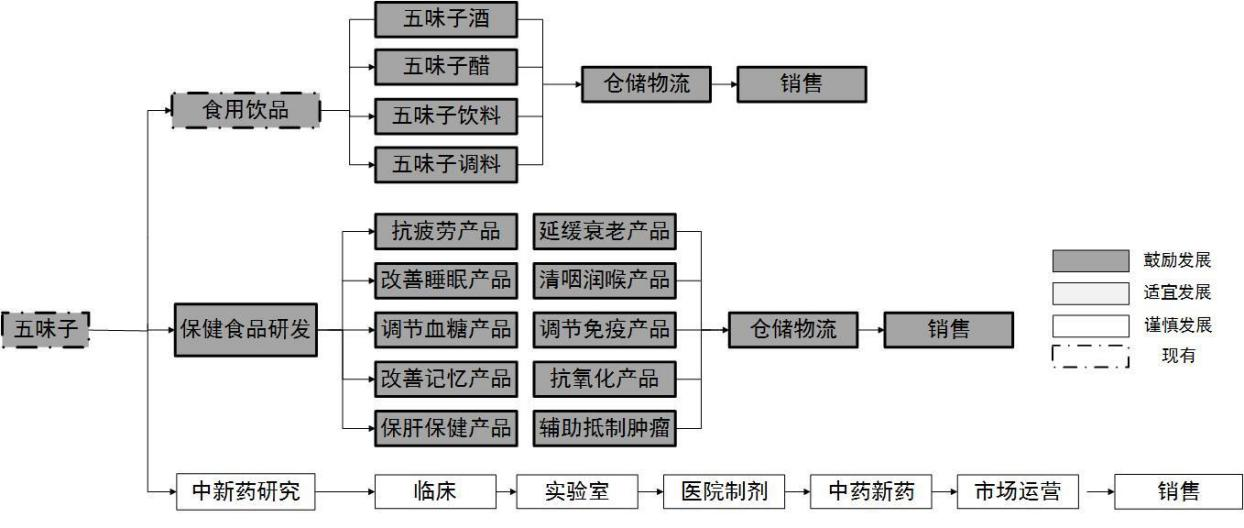 五味子酒
五味子醋
五味子饮料
五味子调料
食用饮品
仓储物流
销售
五味子
保健食品研发
抗疲劳产品
延缓衰老产品
改善睡眠产品
清咽润喉产品
调节血糖产品
调节免疫产品
改善记忆产品
抗氧化产品
保肝保健产品
辅助抵制肿瘤
仓储物流
销售
中新药研究
临床
实验室
医院制剂
中药新药
市场运营
销售
鼓励发展
适宜发展
谨慎发展
现有